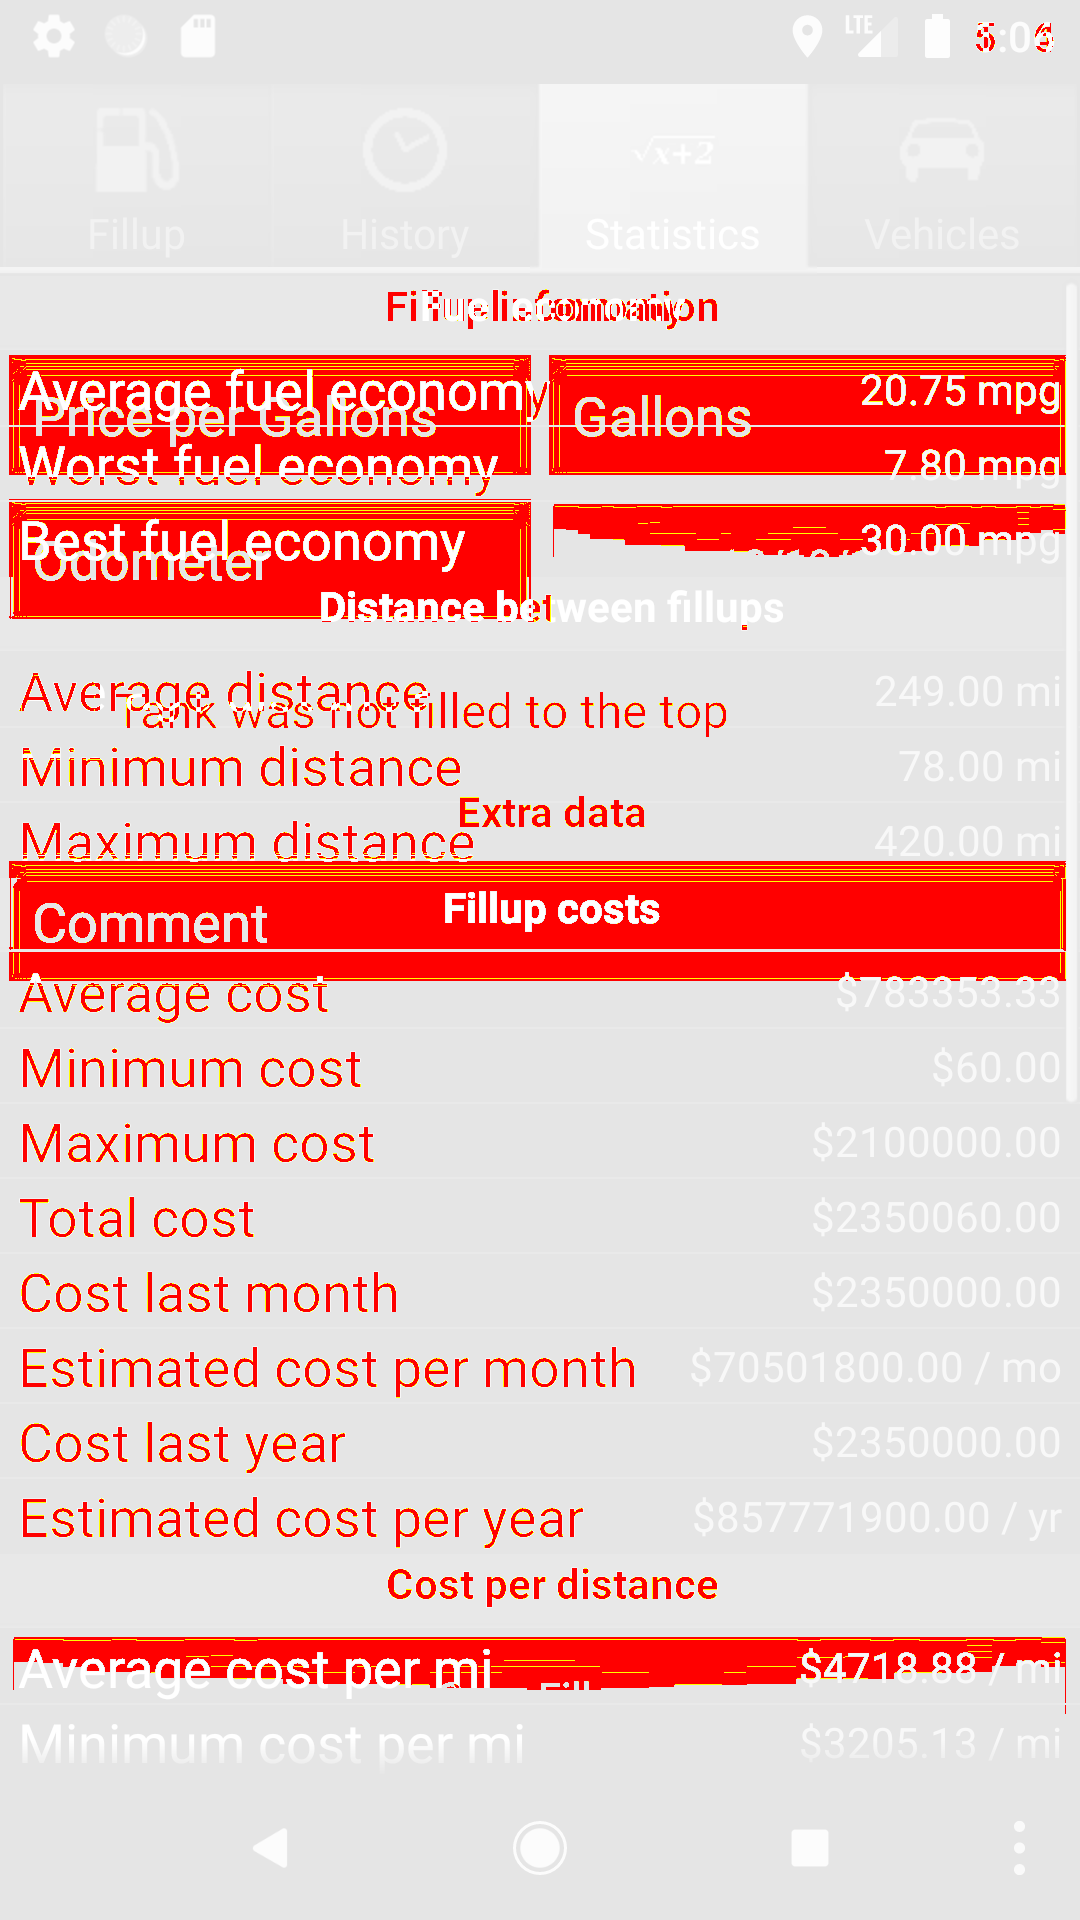 LTE
Fillup
History
√x+2
Statistics
Vehicles
Average fuel economy 20.75 mpg
Price per Gallons
Gallons
Worst fuel economy 7.80 mpg
Best fuel economy 30.00 mpg
Odometer
Distance between fillups
Average distance 249.00 mi
Tank was not filled to the top
Minimum distance 78.00 mi
Extra data
Maximum distance 420.00 mi
Fillup costs
Comment
Average cost $783353.33
Minimum cost $60.00
Maximum cost $2100000.00
Total cost $2350060.00
Cost last month $2350000.00
Estimated cost per month $70501800.00 / mo
Cost last year $2350000.00
Estimated cost per year $857771900.00 / yr
Cost per distance
Average cost per mi $4718.88 / mi
Minimum cost per mi $3205.13 / mi